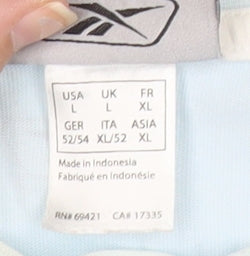 USA UK FR
L L XL
GER ITA ASIA
52/54 XL/52 XL
Made in Indonesia
Fabriqué en Indonésie
RN# 69421 CA# 17335